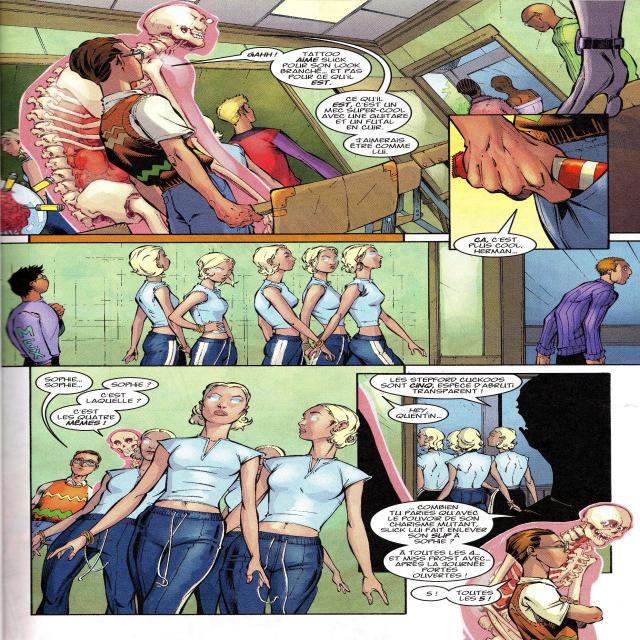 GAHH !
TATTOO
AIME SLICK
POUR SON LOOK
BRANCHÉ... ET PAS
POUR CE QU'IL
EST.
CE QU'IL
EST, C'EST UN
MEC SUPER-COOL
AVEC UNE GUITARE
ET UN FUTAL
EN CUIR.
J'AIMERAIS
ÊTRE COMME
LUI.
ÇA, C'EST
PLUS COOL,
HERMAN...
SOPHIE...
SOPHIE...
SOPHIE ?
C'EST
LAQUELLE ?
C'EST
LES QUATRE
MÊMES !
LES STEPFORD CUCKOOS
SONT CINQ, ESPÈCE D'ABRUTI
TRANSPARENT !
HEY,
QUENTIN...
... COMBIEN
TU PARIES QU'AVEC
LE POUVOIR DE SON
CHARISME MUTANT,
SLICK LUI FAIT ENLEVER
SON SLIP À
SOPHIE ?
À TOUTES LES 4...
ET MISS FROST AVEC...
APRÈS LA JOURNÉE
PORTES
OUVERTES !
5 !
TOUTES
LES 5 !